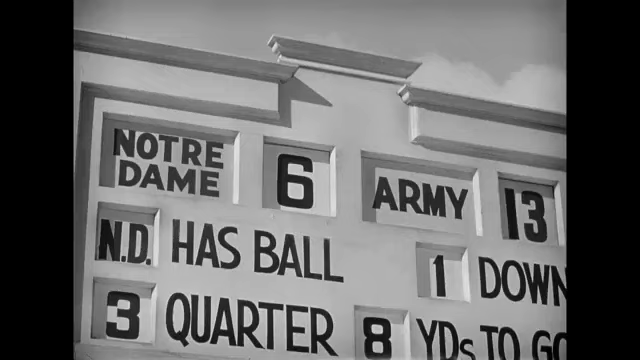 NOTRE DAME 6 ARMY 13
N.D. HAS BALL 1 DOWN
3 QUARTER 8 YDS TO GO